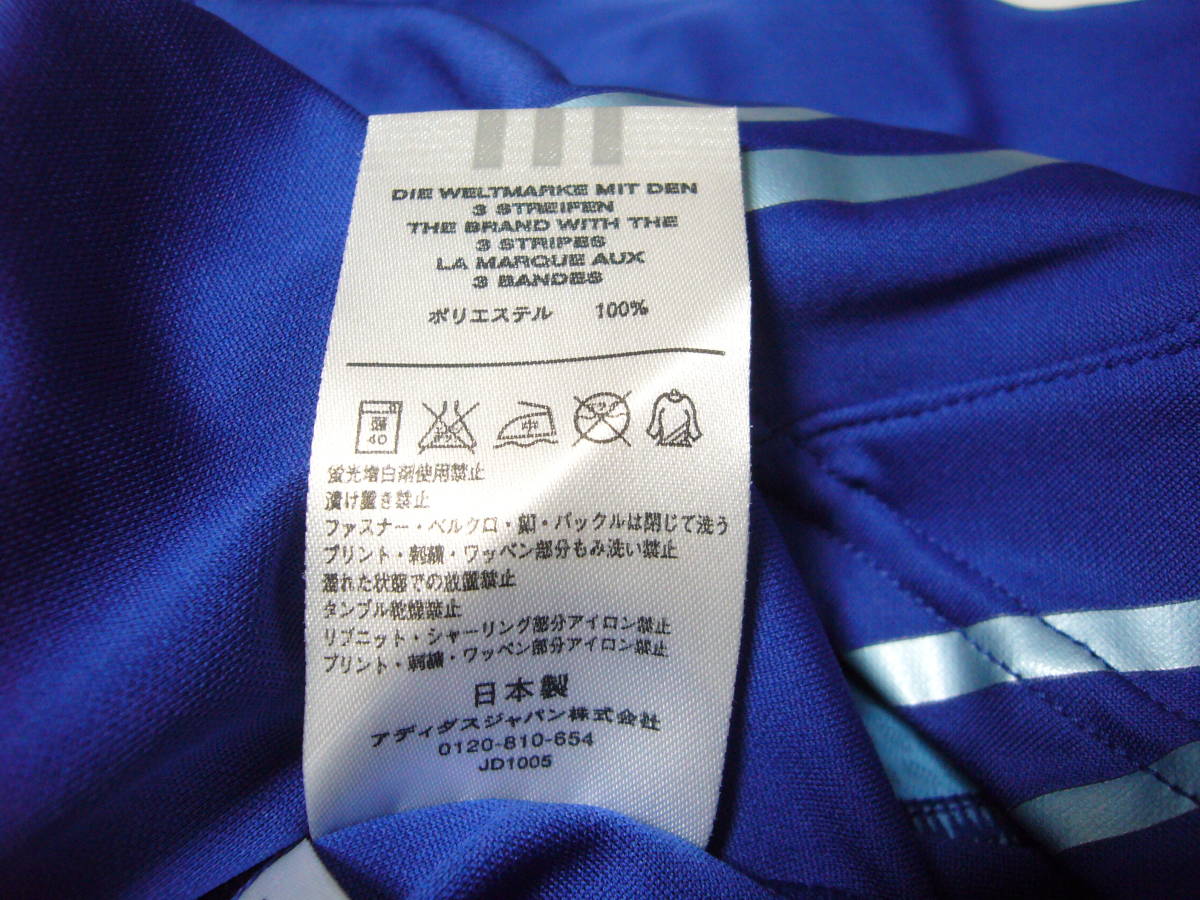 DIE WELTMARKE MIT DEN
3 STREIFEN
THE BRAND WITH THE
3 STRIPES
LA MARQUE AUX
3 BANDES
ポリエステル 100%
40 中
蛍光増白剤使用禁止
漬け置き禁止
ファスナー・ベルクロ・釦・バックルは閉じて洗う
プリント・刺繍・ワッペン部分もみ洗い禁止
濡れた状態での放置禁止
タンブル乾燥禁止
リブニット・シャーリング部分アイロン禁止
プリント・刺繍・ワッペン部分アイロン禁止
日本製
アディダスジャパン株式会社
0120-810-654
JD1005